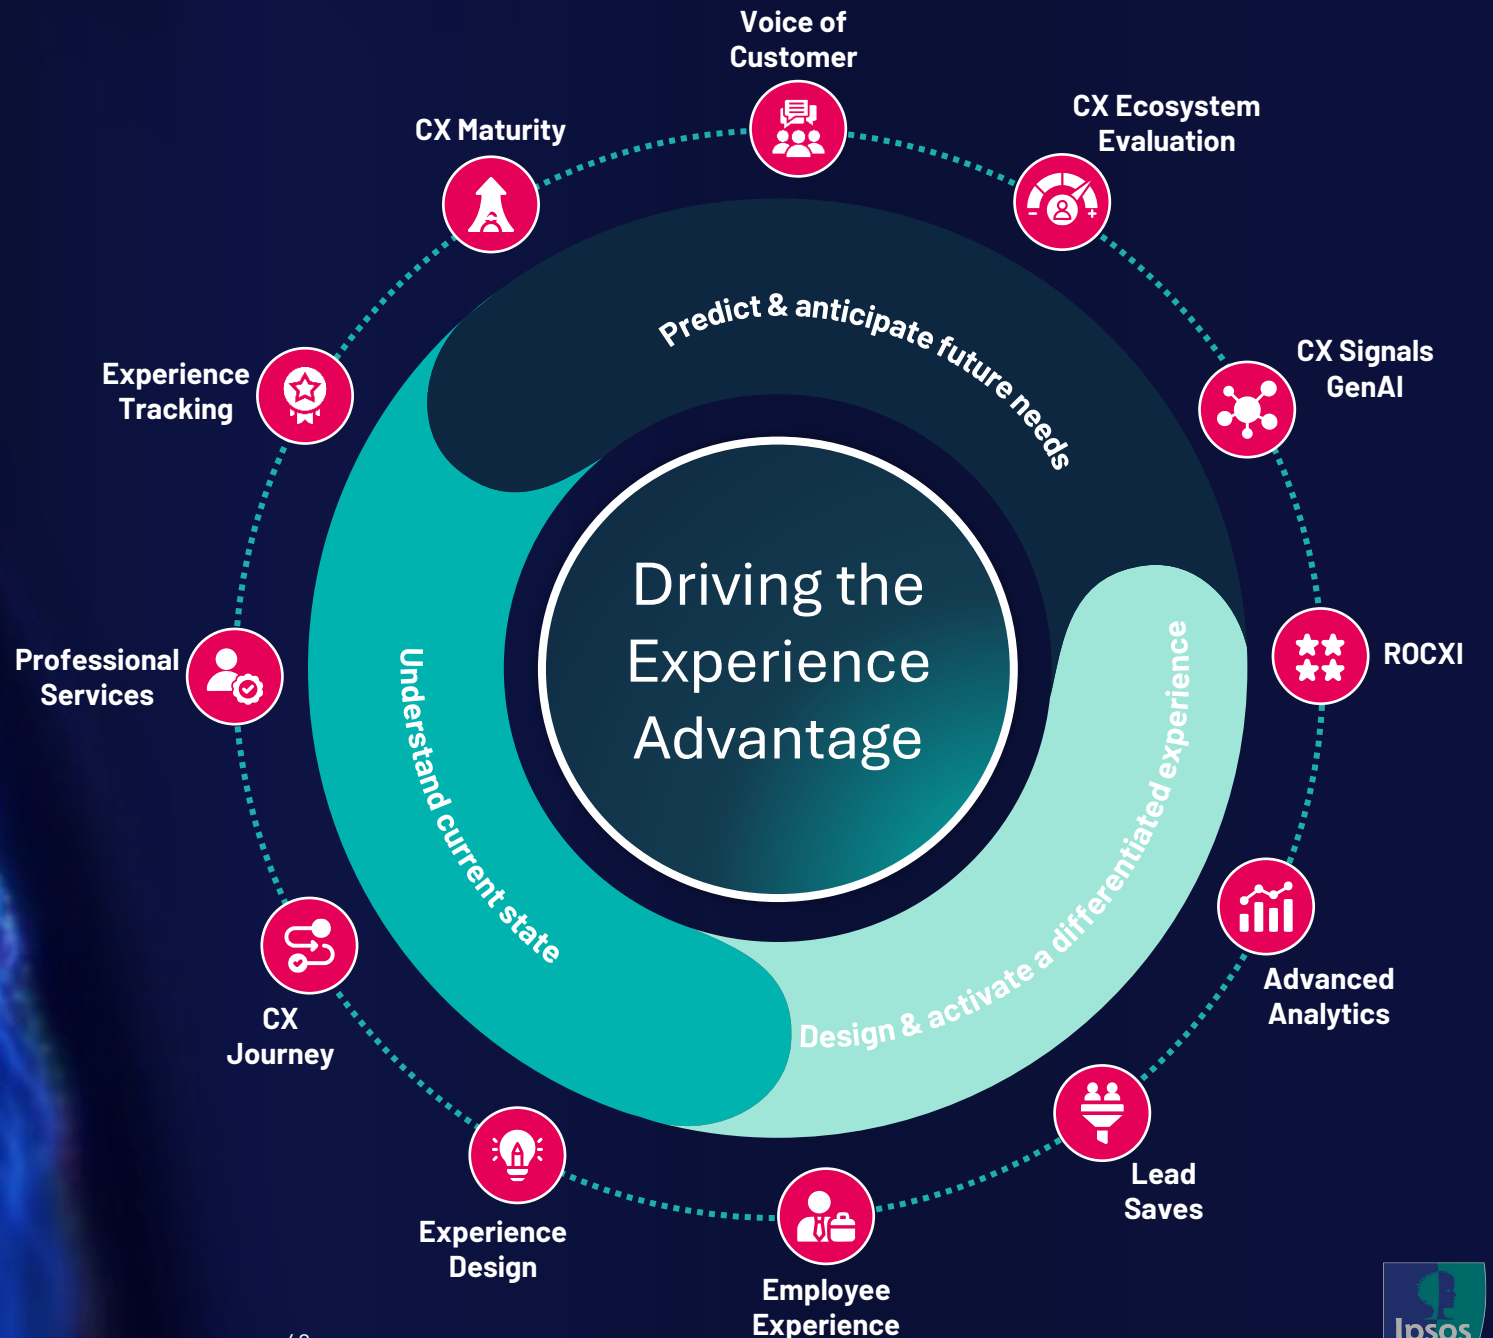 Voice of
Customer
CX Ecosystem
Evaluation
CX Maturity
CX Signals
GenAI
Experience
Tracking
Predict & anticipate future needs
Driving the
Experience
Advantage
ROCXI
Professional
Services
Understand current state
Design & activate a differentiated experience
Advanced
Analytics
CX
Journey
Lead
Saves
Experience
Design
Employee
Experience
Ipsos